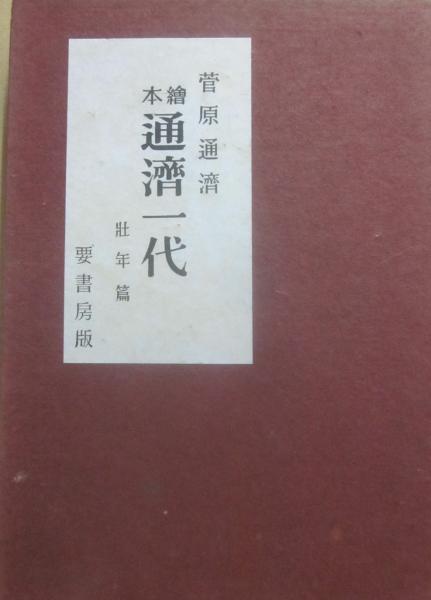 菅原通濟
繪本
通濟一代
壯年篇
要書房版